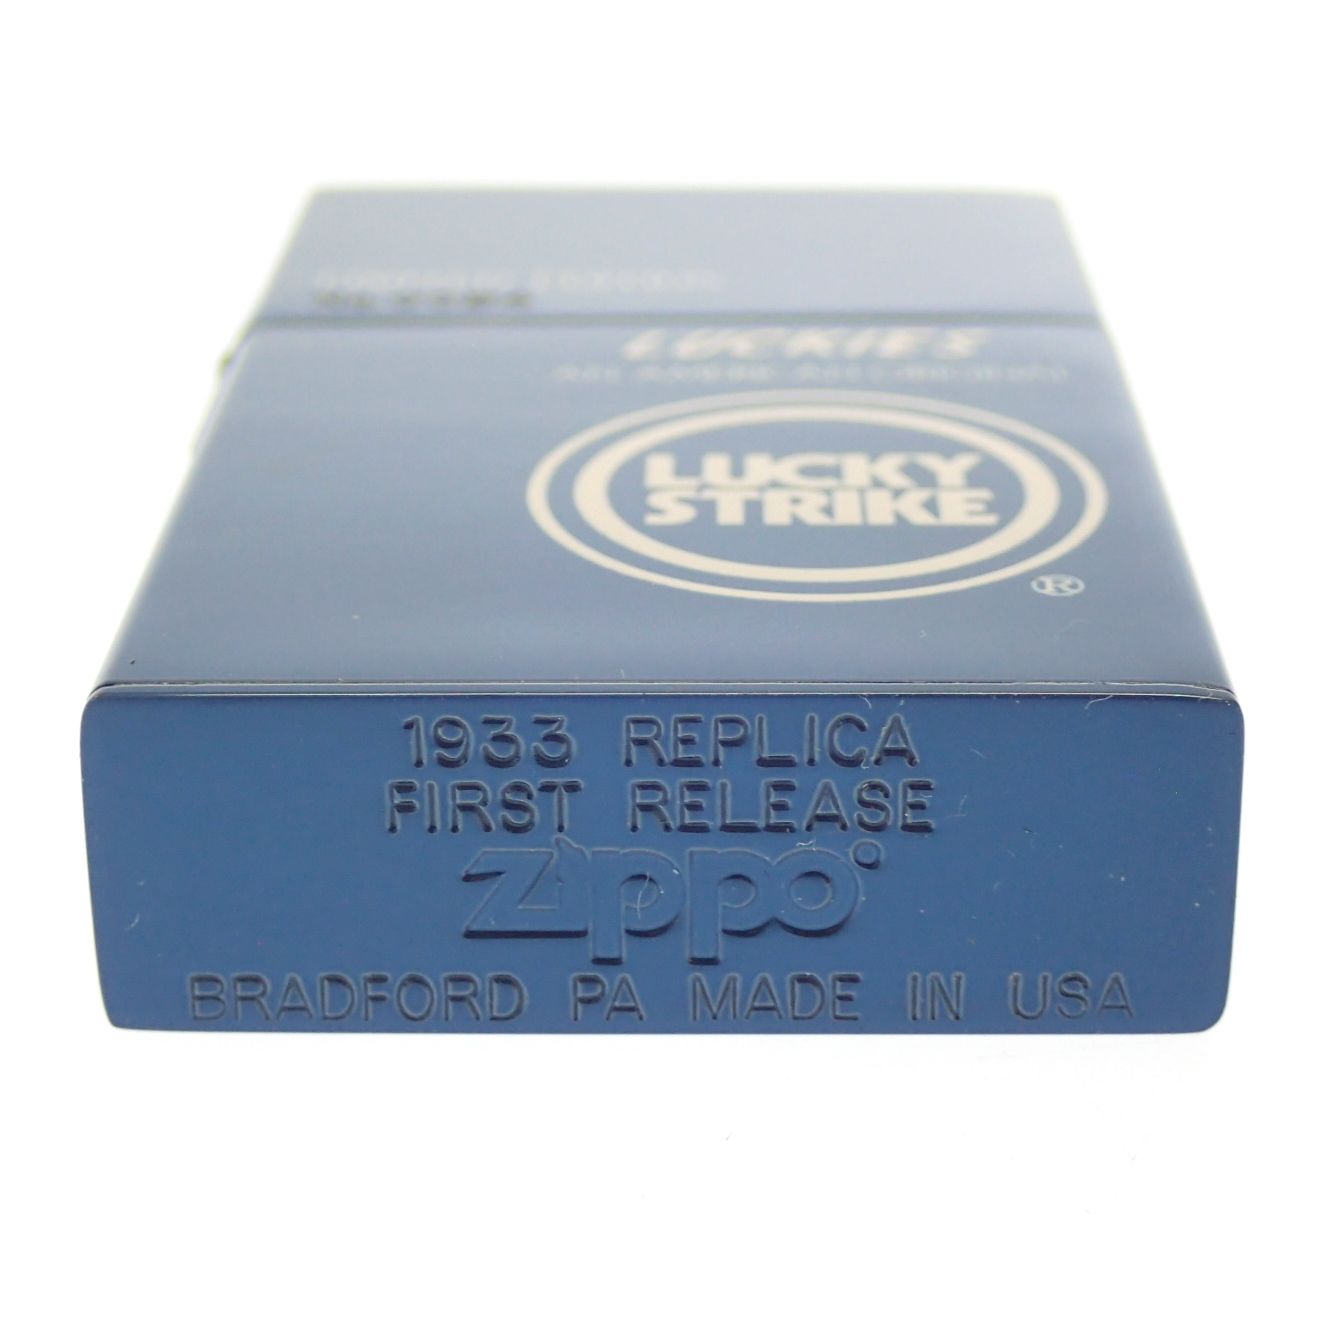 LUCKIES
LUCKY
STRIKE
®
1933 REPLICA
FIRST RELEASE
Zippo
BRADFORD PA MADE IN USA